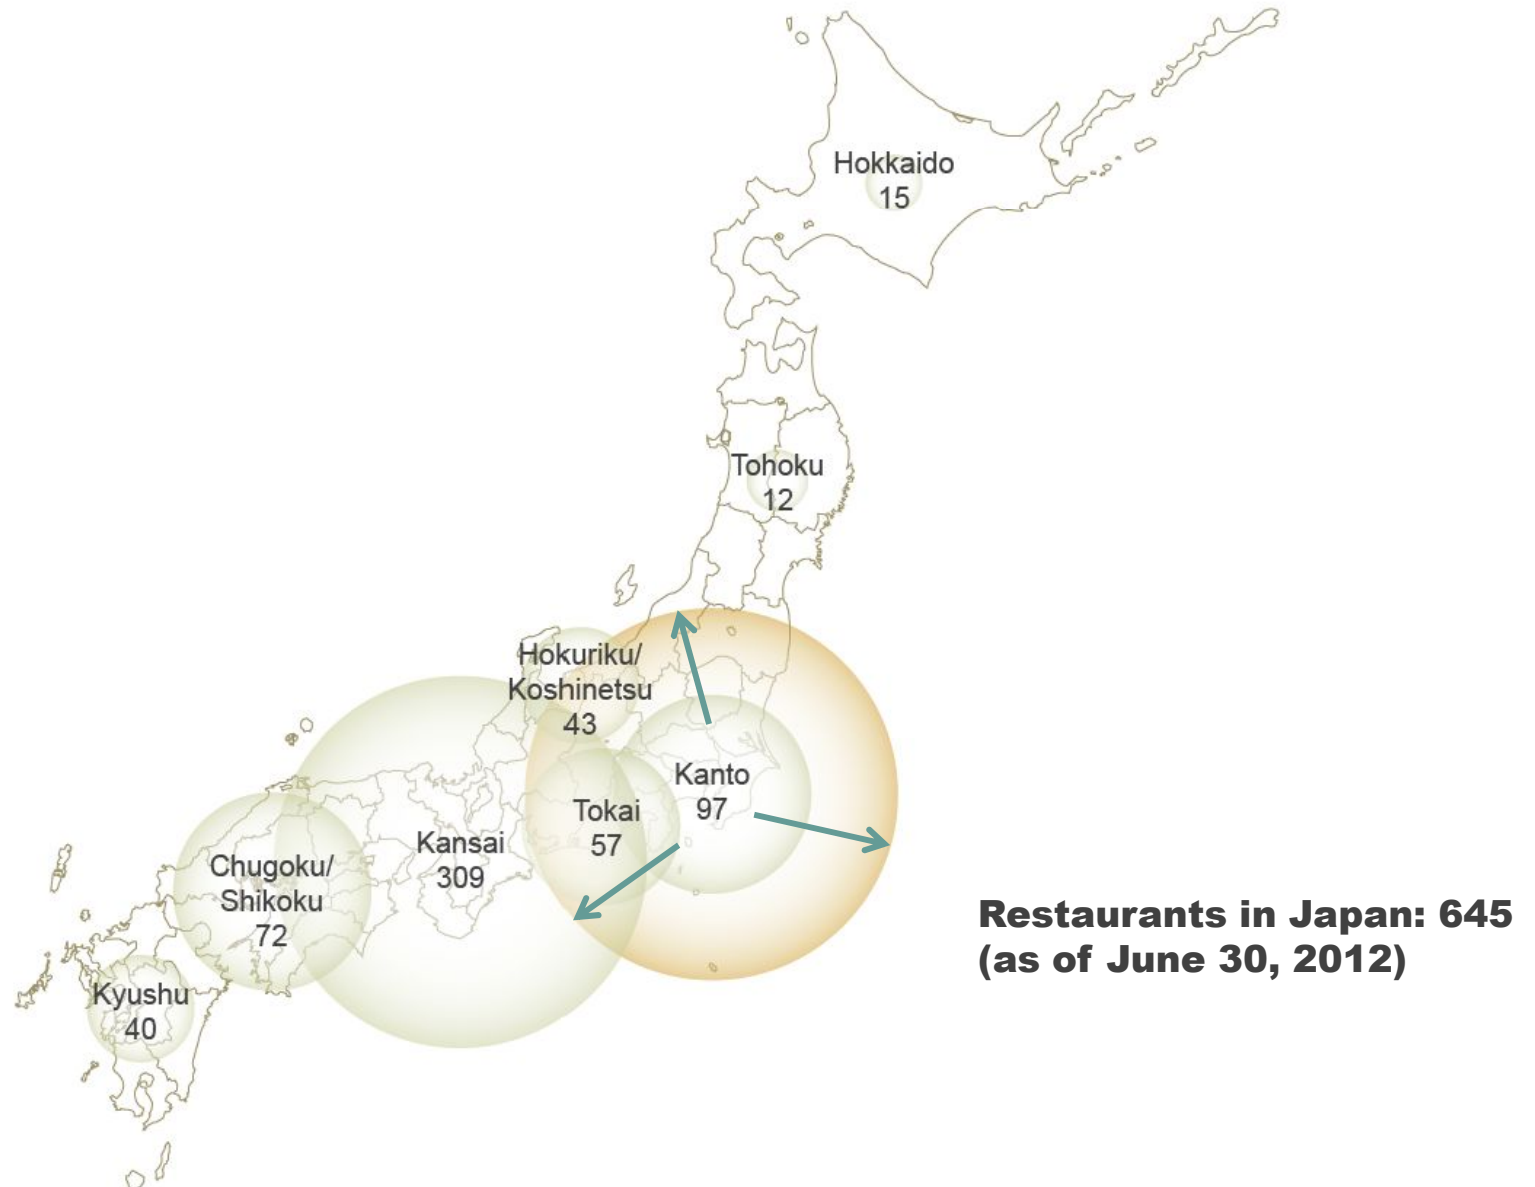 Hokkaido
15
Tohoku
12
Hokuriku/
Koshinetsu
43
Kanto
97
Tokai
57
Kansai
309
Chugoku/
Shikoku
72
Kyushu
40
Restaurants in Japan: 645
(as of June 30, 2012)